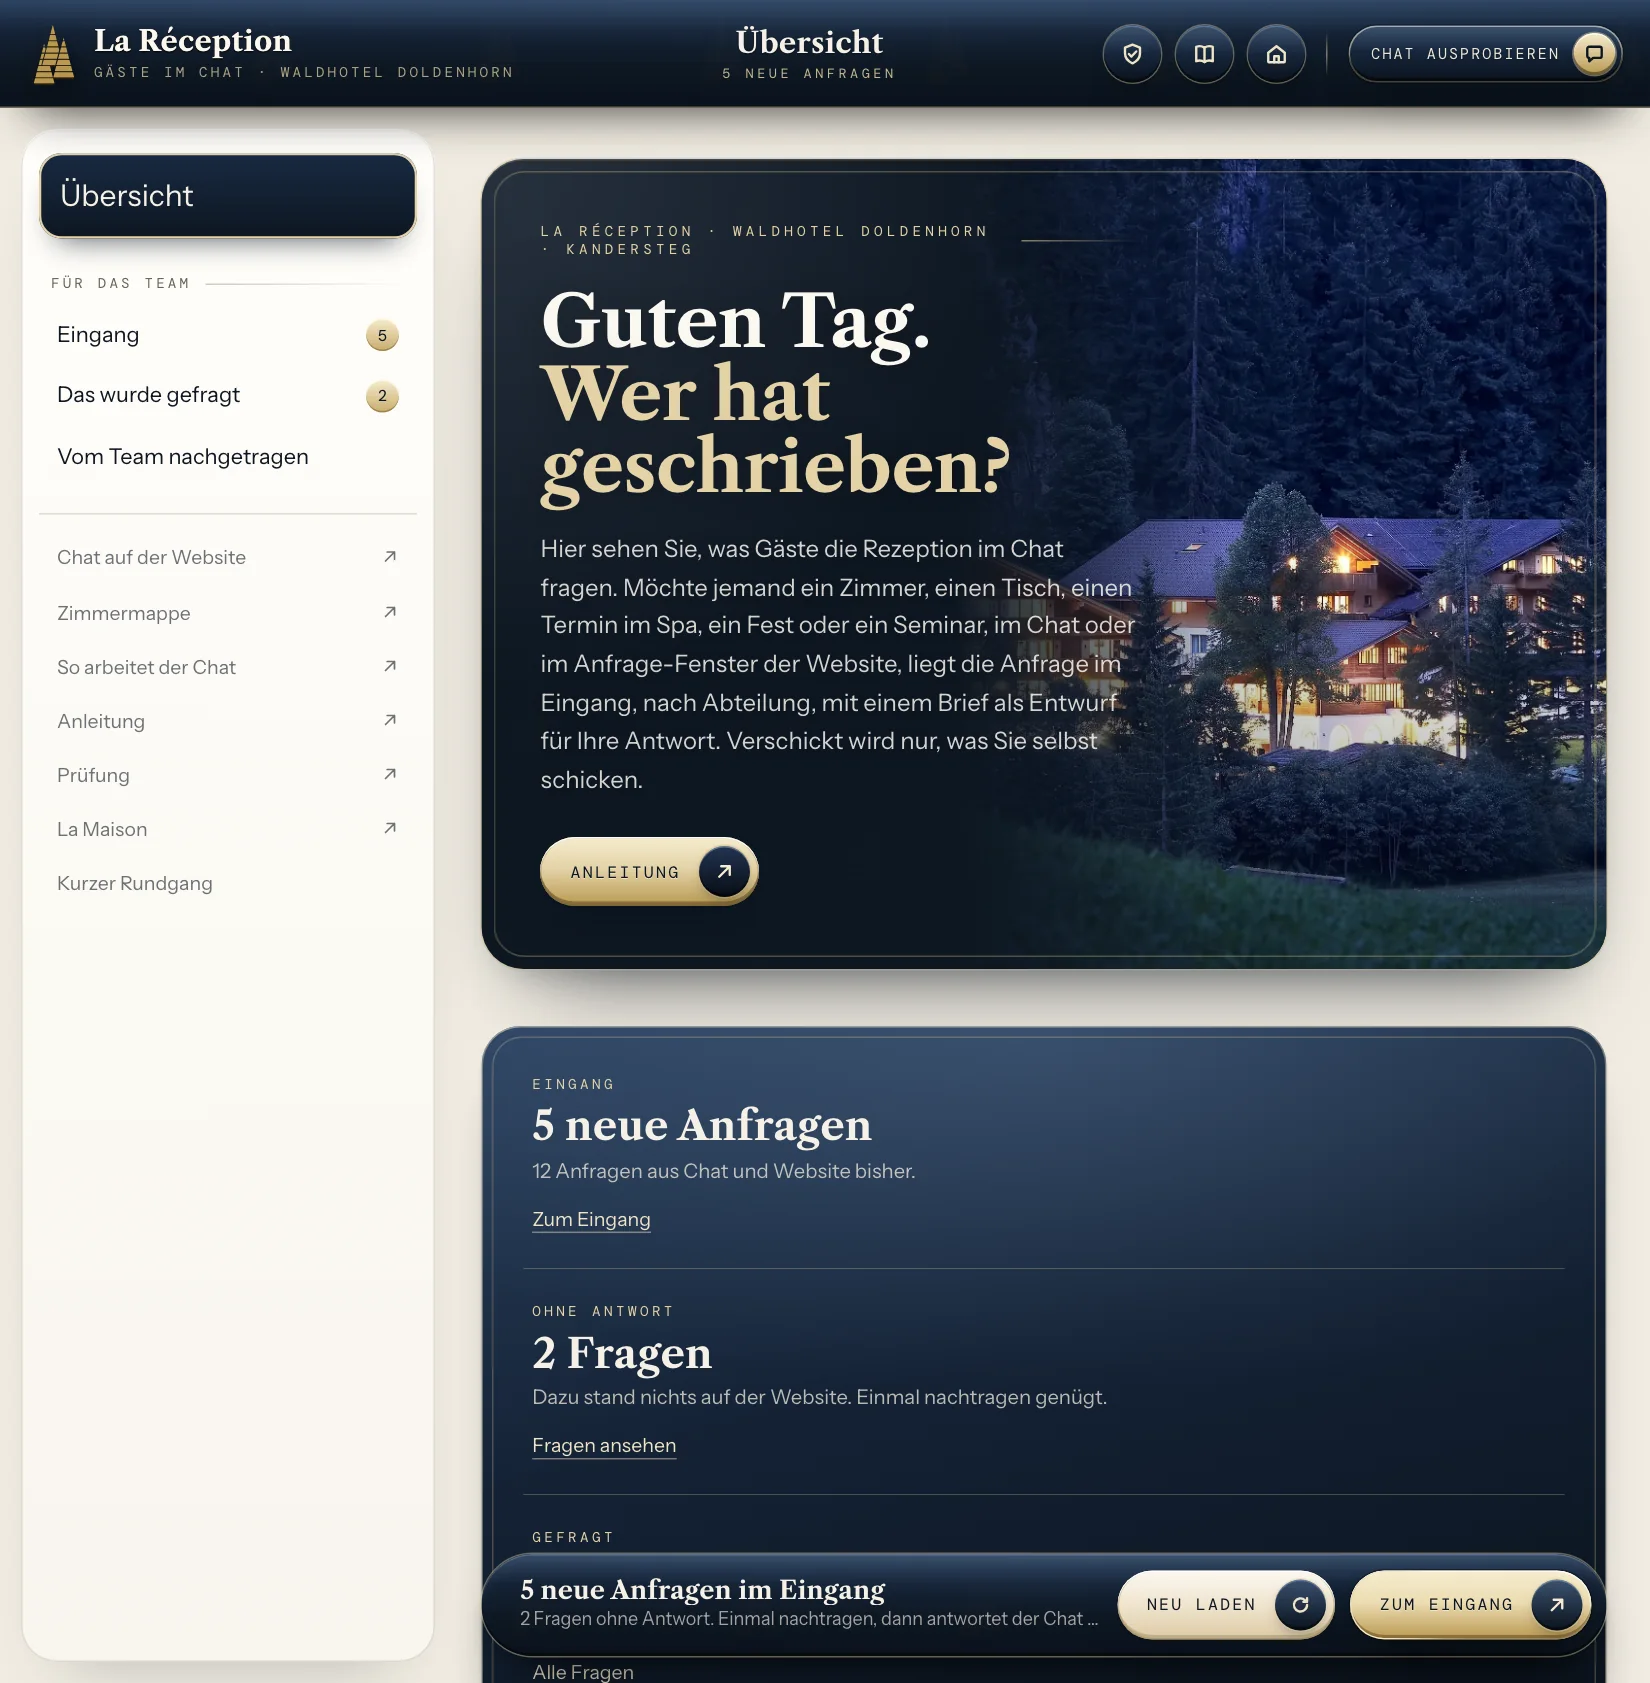 La Réception
GÄSTE IM CHAT · WALDHOTEL DOLDENHORN
Übersicht
5 NEUE ANFRAGEN
CHAT AUSPROBIEREN
Übersicht
FÜR DAS TEAM
Eingang 5
Das wurde gefragt 2
Vom Team nachgetragen
Chat auf der Website
Zimmermappe
So arbeitet der Chat
Anleitung
Prüfung
La Maison
Kurzer Rundgang
LA RÉCEPTION · WALDHOTEL DOLDENHORN
· KANDERSTEG
Guten Tag.
Wer hat
geschrieben?
Hier sehen Sie, was Gäste die Rezeption im Chat
fragen. Möchte jemand ein Zimmer, einen Tisch, einen
Termin im Spa, ein Fest oder ein Seminar, im Chat oder
im Anfrage-Fenster der Website, liegt die Anfrage im
Eingang, nach Abteilung, mit einem Brief als Entwurf
für Ihre Antwort. Verschickt wird nur, was Sie selbst
schicken.
ANLEITUNG
EINGANG
5 neue Anfragen
12 Anfragen aus Chat und Website bisher.
Zum Eingang
OHNE ANTWORT
2 Fragen
Dazu stand nichts auf der Website. Einmal nachtragen genügt.
Fragen ansehen
GEFRAGT
5 neue Anfragen im Eingang
2 Fragen ohne Antwort. Einmal nachtragen, dann antwortet der Chat ...
NEU LADEN
ZUM EINGANG
Alle Fragen